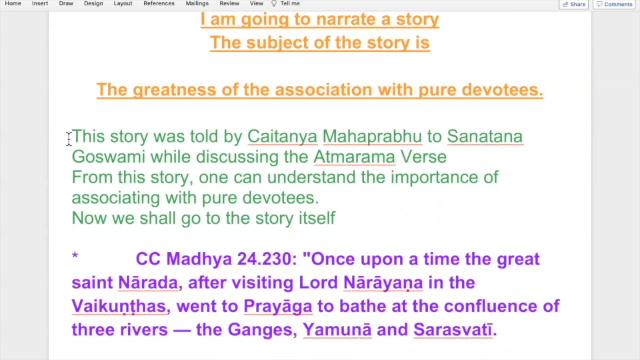 Home Insert Draw Design Layout References Mailings Review View Tell me Share Comments
I am going to narrate a story
The subject of the story is
The greatness of the association with pure devotees.
This story was told by Caitanya Mahaprabhu to Sanatana
Goswami while discussing the Atmarama Verse
From this story, one can understand the importance of
associating with pure devotees.
Now we shall go to the story itself
* CC Madhya 24.230: "Once upon a time the great
saint Nārada, after visiting Lord Nārāyaṇa in the
Vaikuṇṭhas, went to Prayāga to bathe at the confluence of
three rivers — the Ganges, Yamunā and Sarasvatī.